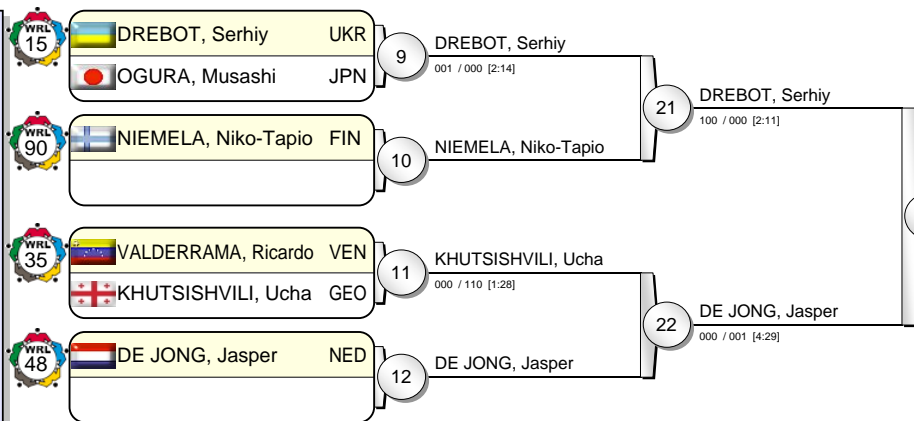 WRL
15
DREBOT, Serhiy UKR
OGURA, Musashi JPN
9
DREBOT, Serhiy
001 / 000 [2:14]
21
DREBOT, Serhiy
100 / 000 [2:11]
WRL
90
NIEMELA, Niko-Tapio FIN
10
NIEMELA, Niko-Tapio
WRL
35
VALDERRAMA, Ricardo VEN
KHUTSISHVILI, Ucha GEO
11
KHUTSISHVILI, Ucha
000 / 110 [1:28]
22
DE JONG, Jasper
000 / 001 [4:29]
WRL
48
DE JONG, Jasper NED
12
DE JONG, Jasper